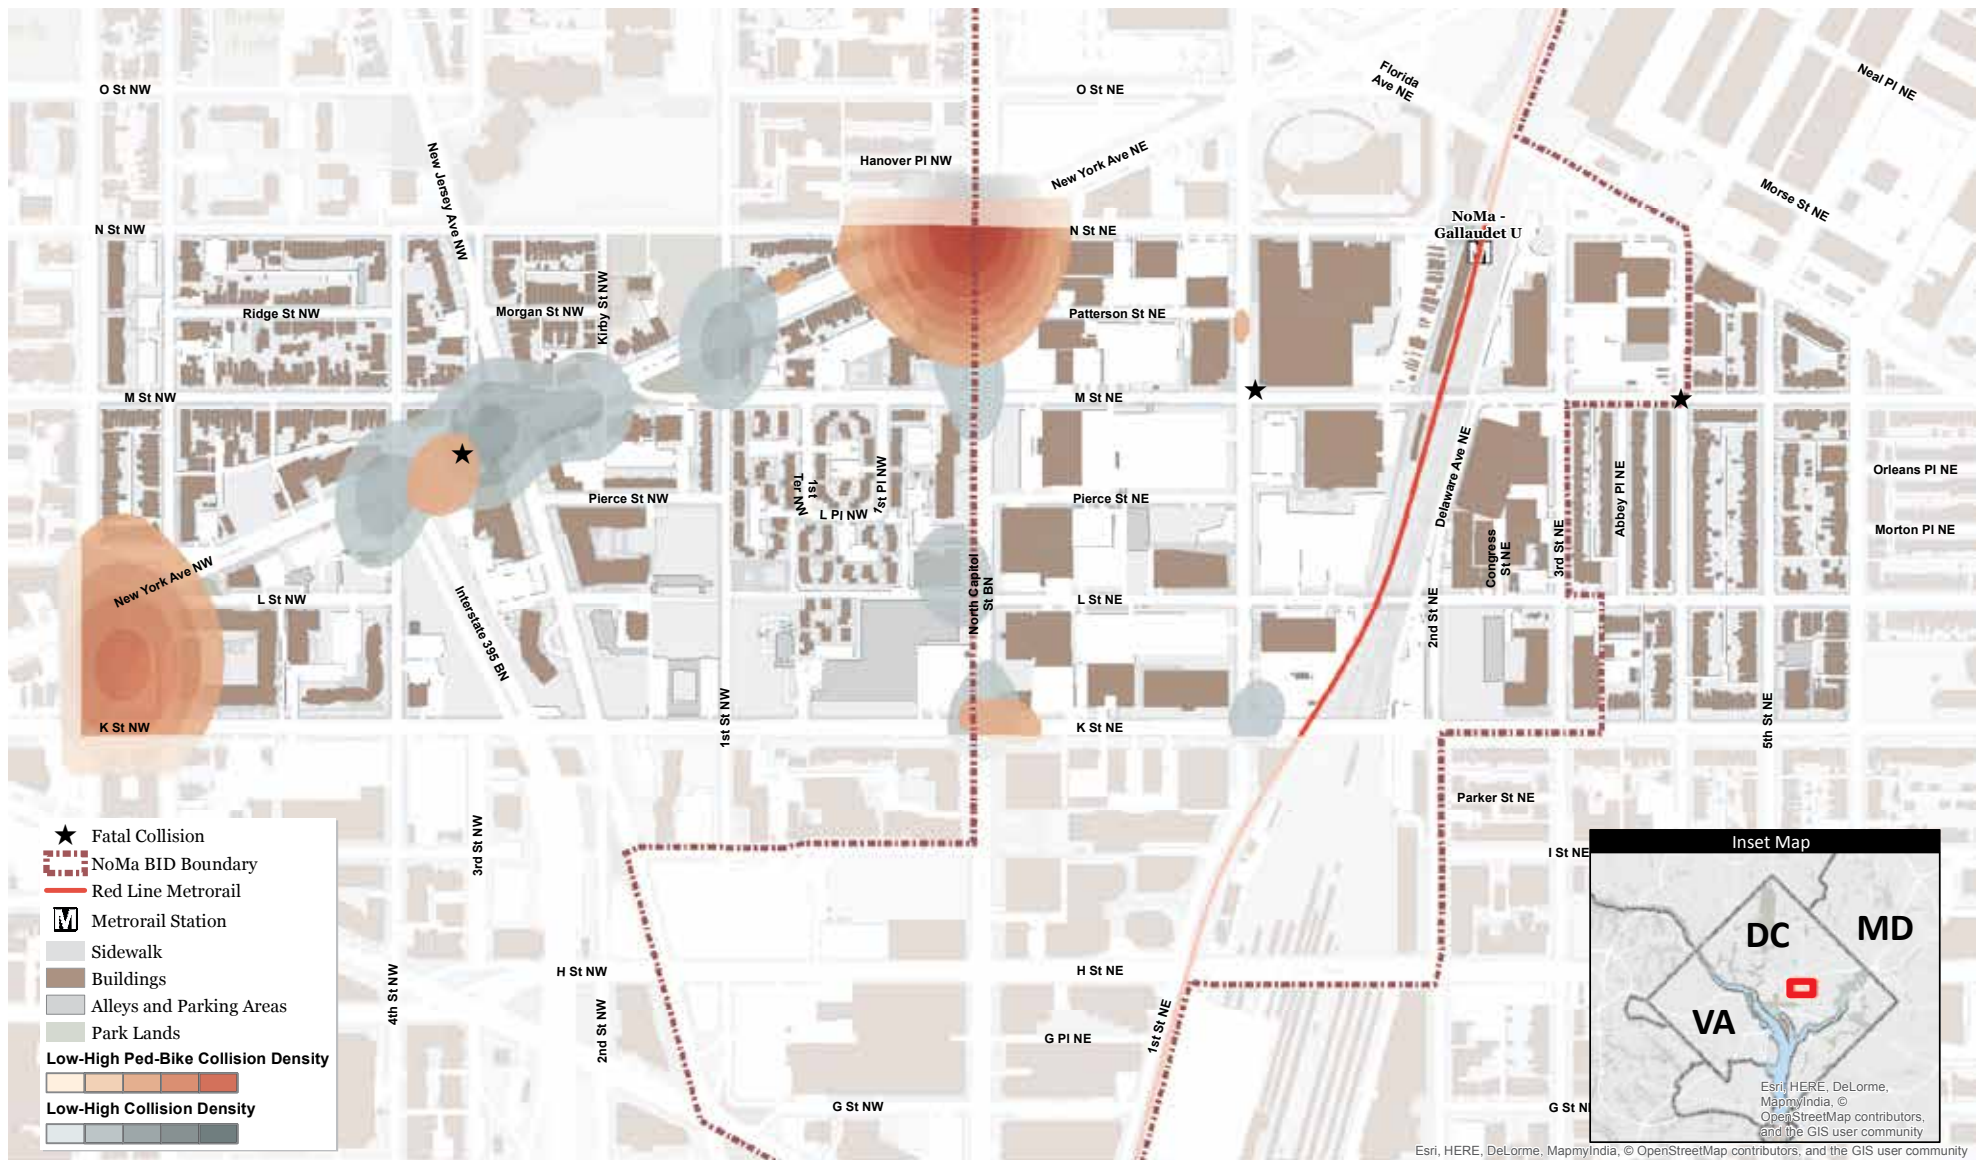 O St NW
O St NE
Florida
Ave NE
Neal Pl NE
New Jersey Ave NW
Hanover Pl NW
New York Ave NE
Morse St NE
N St NW
N St NE
NoMa -
Gallaudet U
Ridge St NW
Morgan St NW
Kirby St NW
Patterson St NE
M St NW
M St NE
Delaware Ave NE
Abbey Pl NE
Orleans Pl NE
Pierce St NW
1st
Ter NW
1st Pl NW
L Pl NW
Pierce St NE
Morton Pl NE
Congress
St NE
3rd St NE
New York Ave NW
L St NW
Interstate 395 BN
North Capitol
St BN
L St NE
2nd St NE
K St NW
1st St NW
K St NE
5th St NE
Parker St NE
3rd St NW
I St NE
4th St NW
H St NW
2nd St NW
H St NE
1st St NE
G Pl NE
G St NW
G St N
Fatal Collision
NoMa BID Boundary
Red Line Metrorail
M
Metrorail Station
Sidewalk
Buildings
Alleys and Parking Areas
Park Lands
Low-High Ped-Bike Collision Density
Low-High Collision Density
Inset Map
DC
MD
VA
Esri, HERE, DeLorme,
MapmyIndia, ©
OpenStreetMap contributors,
and the GIS user community
Esri, HERE, DeLorme, MapmyIndia, © OpenStreetMap contributors, and the GIS user community